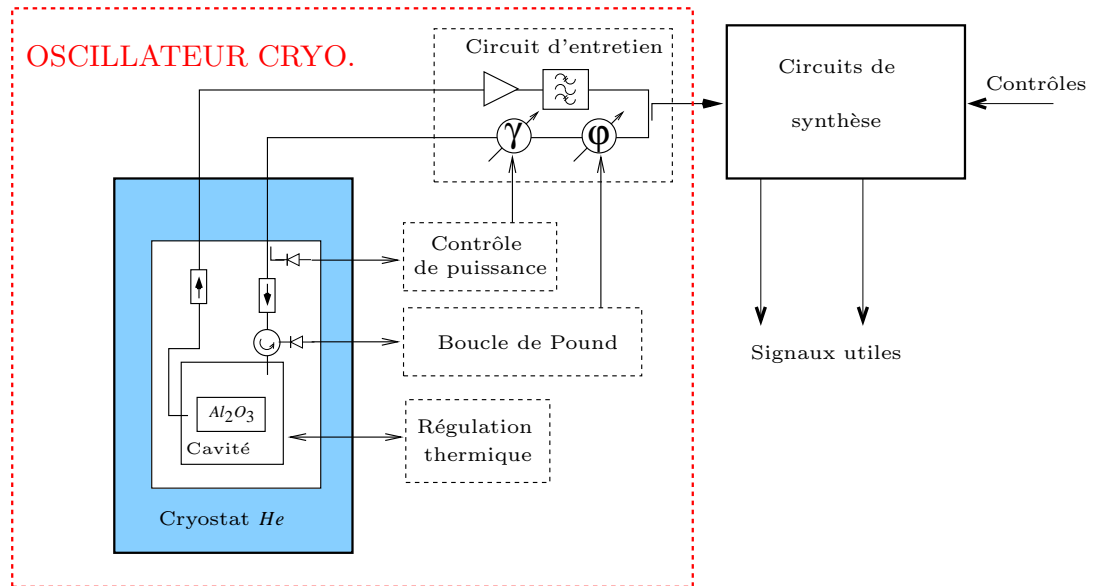 OSCILLATEUR CRYO.
Circuit d'entretien
γ
φ
Circuits de
synthèse
Contrôles
Contrôle
de puissance
Boucle de Pound
Signaux utiles
Al2O3
Cavité
Régulation
thermique
Cryostat He